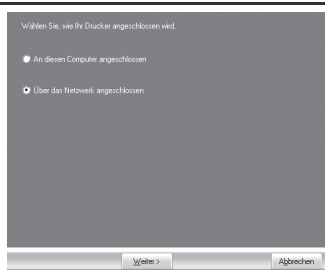 Wählen Sie, wie Ihr Drucker angeschlossen wird.
An diesen Computer angeschlossen
Über das Netzwerk angeschlossen
Weiter >
Abbrechen